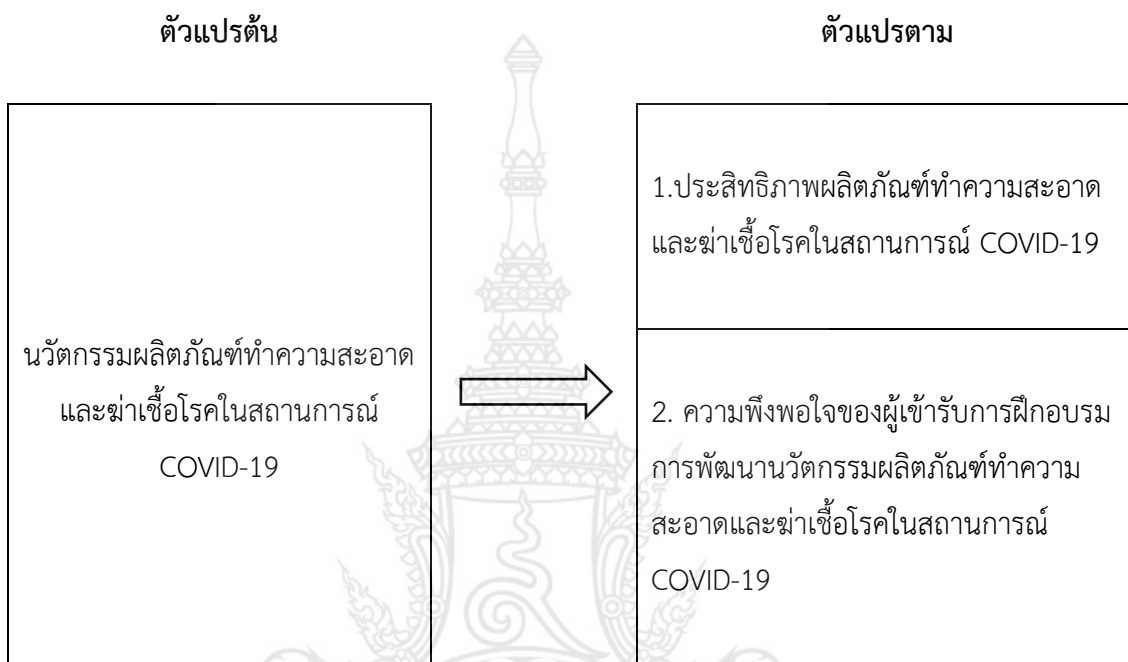 ตัวแปรต้น
ตัวแปรตาม
นวัตกรรมผลิตภัณฑ์ทำความสะอาด
และฆ่าเชื้อโรคในสถานการณ์
COVID-19
1.ประสิทธิภาพผลิตภัณฑ์ทำความสะอาด
และฆ่าเชื้อโรคในสถานการณ์ COVID-19
2. ความพึงพอใจของผู้เข้ารับการฝึกอบรม
การพัฒนานวัตกรรมผลิตภัณฑ์ทำความ
สะอาดและฆ่าเชื้อโรคในสถานการณ์
COVID-19